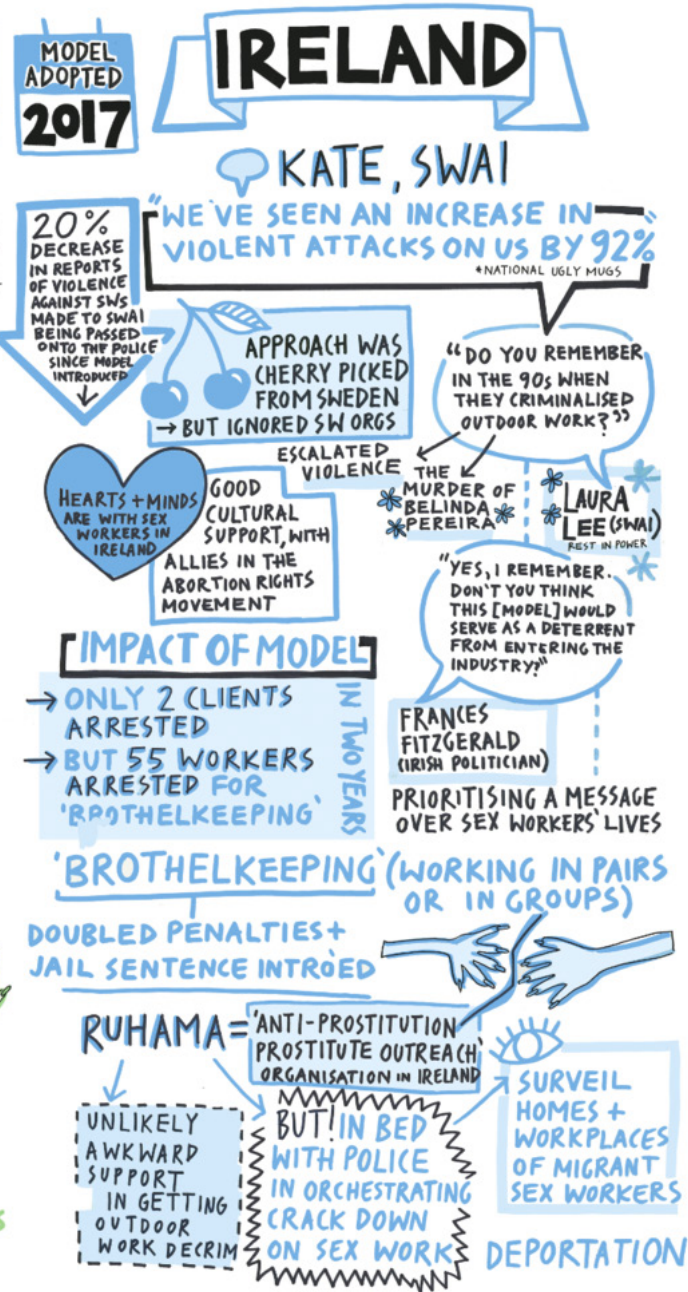 MODEL
ADOPTED
2017
IRELAND
KATE, SWAI
"WE'VE SEEN AN INCREASE IN
VIOLENT ATTACKS ON US BY 92%"
*NATIONAL UGLY MUGS
20%
DECREASE
IN REPORTS
OF VIOLENCE
AGAINST SWs
MADE TO SWAI
BEING PASSED
ONTO THE POLICE
SINCE MODEL
INTRODUCED
APPROACH WAS
CHERRY PICKED
FROM SWEDEN
→ BUT IGNORED SW ORGS
"DO YOU REMEMBER
IN THE 90s WHEN
THEY CRIMINALISED
OUTDOOR WORK?"
ESCALATED
VIOLENCE
THE
MURDER OF
BELINDA
PEREIRA
LAURA
LEE (SWAI)
REST IN POWER
HEARTS + MINDS
ARE WITH SEX
WORKERS IN
IRELAND
GOOD
CULTURAL
SUPPORT, WITH
ALLIES IN THE
ABORTION RIGHTS
MOVEMENT
"YES, I REMEMBER.
DON'T YOU THINK
THIS [MODEL] WOULD
SERVE AS A DETERRENT
FROM ENTERING THE
INDUSTRY?"
FRANCES
FITZGERALD
(IRISH POLITICIAN)
PRIORITISING A MESSAGE
OVER SEX WORKERS' LIVES
IMPACT OF MODEL
→ ONLY 2 CLIENTS
ARRESTED
→ BUT 55 WORKERS
ARRESTED FOR
'BROTHELKEEPING'
IN TWO YEARS
'BROTHELKEEPING' (WORKING IN PAIRS
OR IN GROUPS)
DOUBLED PENALTIES +
JAIL SENTENCE INTRO'ED
RUHAMA = 'ANTI-PROSTITUTION
PROSTITUTE OUTREACH'
ORGANISATION IN IRELAND
UNLIKELY
AWKWARD
SUPPORT
IN GETTING
OUTDOOR
WORK DECRIM
BUT! IN BED
WITH POLICE
IN ORCHESTRATING
CRACK DOWN
ON SEX WORK
SURVEIL
HOMES +
WORKPLACES
OF MIGRANT
SEX WORKERS
DEPORTATION